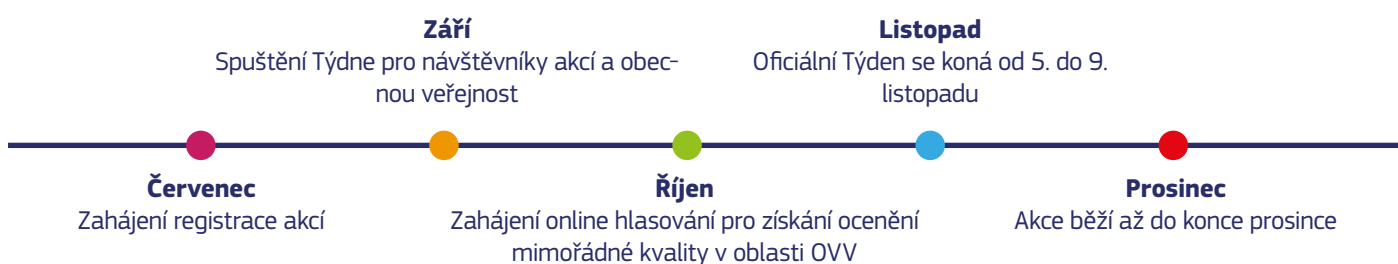 Září
Spuštění Týdne pro návštěvníky akcí a obec-
nou veřejnost
Listopad
Oficiální Týden se koná od 5. do 9.
listopadu
Červenec
Zahájení registrace akcí
Říjen
Zahájení online hlasování pro získání ocenění
mimořádné kvality v oblasti OVV
Prosinec
Akce běží až do konce prosince